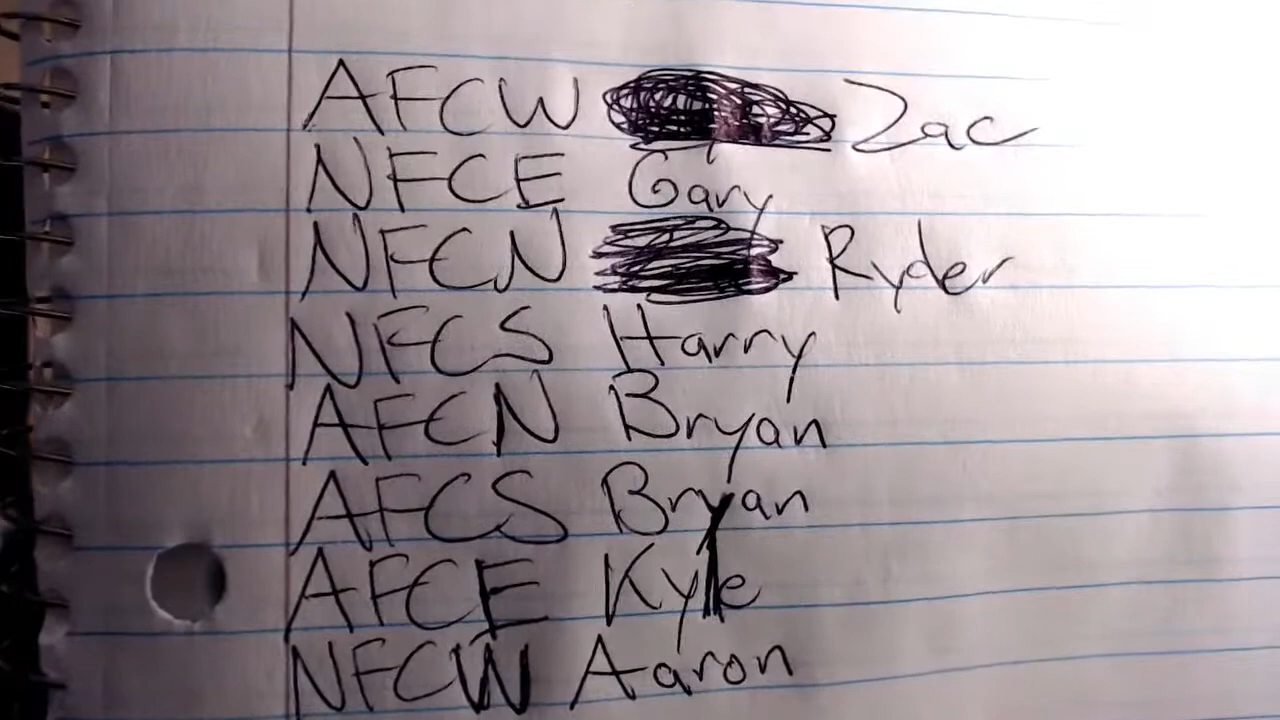 AFCW Zac
NFCE Gary
NFCN Ryder
NFCS Harry
AFCN Bryan
AFCS Bryan
AFCE Kyle
NFCW Aaron